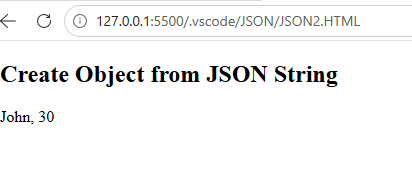 127.0.0.1:5500/.vscode/JSON/JSON2.HTML
Create Object from JSON String
John, 30